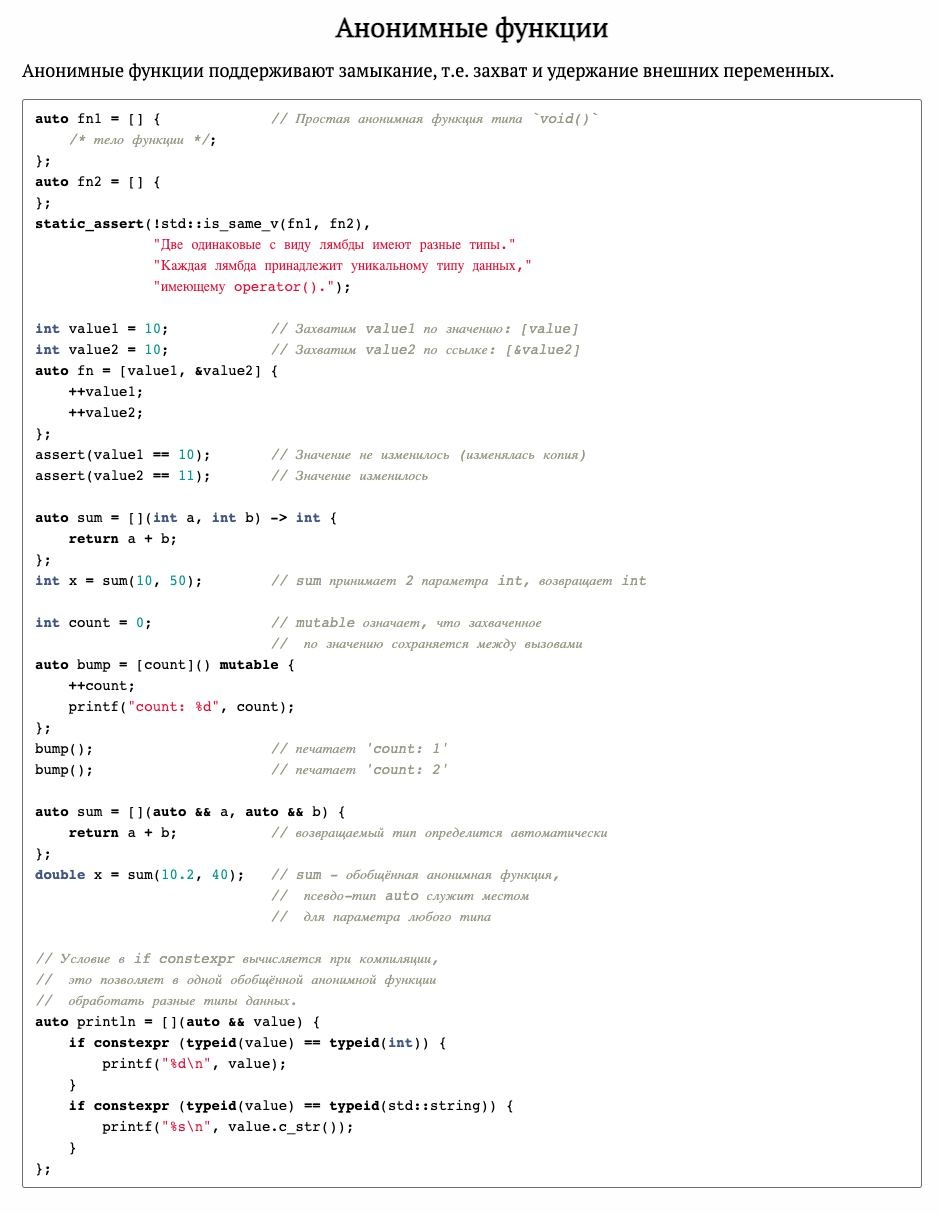 Анонимные функции
Анонимные функции поддерживают замыкание, т.е. захват и удержание внешних переменных.
auto fn1 = [] {             // Простая анонимная функция типа `void()`
    /* тело функции */;
};
auto fn2 = [] {
};
static_assert(!std::is_same_v(fn1, fn2),
              "Две одинаковые с виду лямбды имеют разные типы."
              "Каждая лямбда принадлежит уникальному типу данных,"
              "имеющему operator().");
int value1 = 10;            // Захватим value1 по значению: [value]
int value2 = 10;            // Захватим value2 по ссылке: [&value2]
auto fn = [value1, &value2] {
    ++value1;
    ++value2;
};
assert(value1 == 10);       // Значение не изменилось (изменялась копия)
assert(value2 == 11);       // Значение изменилось
auto sum = [](int a, int b) -> int {
    return a + b;
};
int x = sum(10, 50);        // sum принимает 2 параметра int, возвращает int
int count = 0;              // mutable означает, что захваченное
                            //  по значению сохраняется между вызовами
auto bump = [count]() mutable {
    ++count;
    printf("count: %d", count);
};
bump();                     // печатает 'count: 1'
bump();                     // печатает 'count: 2'
auto sum = [](auto && a, auto && b) {
    return a + b;           // возвращаемый тип определится автоматически
};
double x = sum(10.2, 40);   // sum - обобщённая анонимная функция,
                            //  псевдо-тип auto служит местом
                            //  для параметра любого типа
// Условие в if constexpr вычисляется при компиляции,
//  это позволяет в одной обобщённой анонимной функции
//  обработать разные типы данных.
auto println = [](auto && value) {
    if constexpr (typeid(value) == typeid(int)) {
        printf("%d\n", value);
    }
    if constexpr (typeid(value) == typeid(std::string)) {
        printf("%s\n", value.c_str());
    }
};